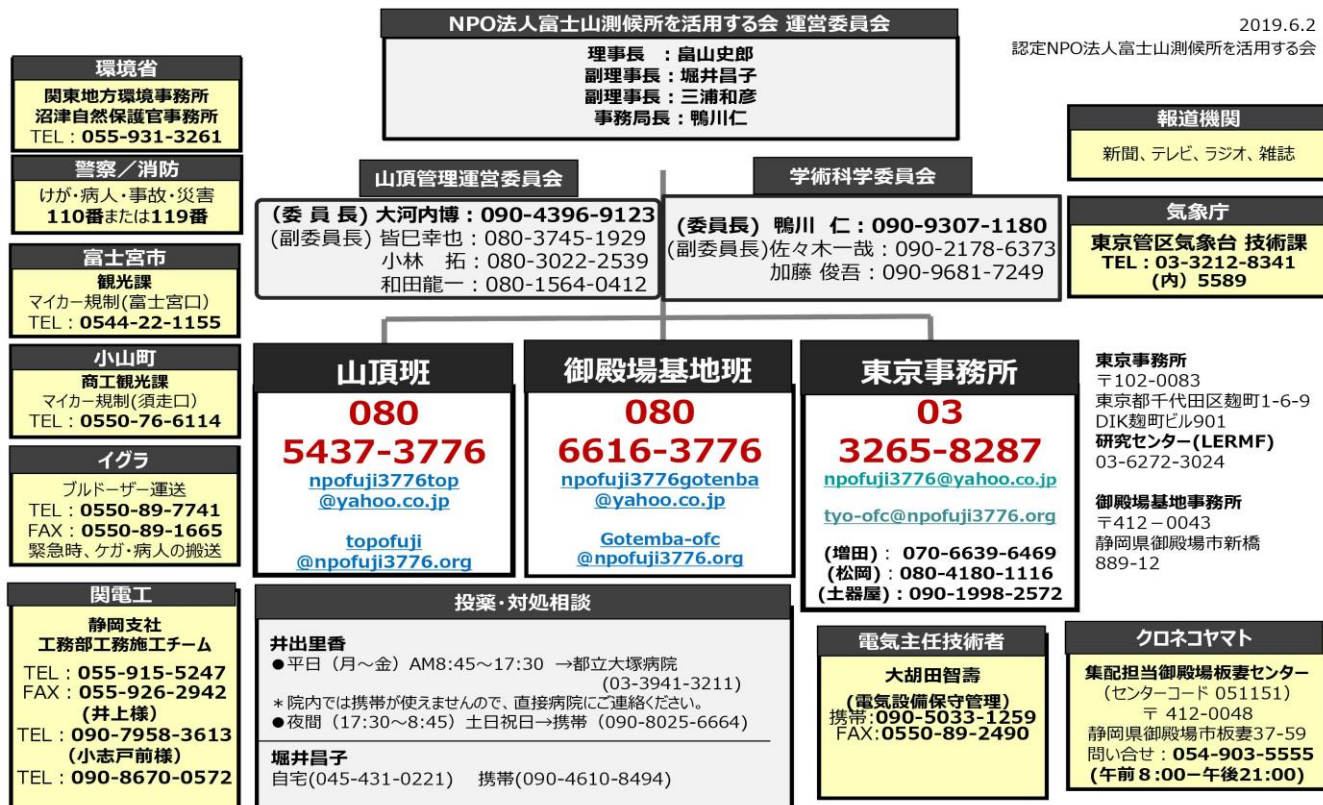 NPO法人富士山測候所を活用する会 運営委員会
理事長 ：畠山史郎
副理事長：堀井昌子
副理事長：三浦和彦
事務局長：鴨川仁
2019.6.2
認定NPO法人富士山測候所を活用する会
環境省
関東地方環境事務所
沼津自然保護官事務所
TEL：055-931-3261
警察／消防
けが・病人・事故・災害
110番または119番
富士宮市
観光課
マイカー規制(富士宮口)
TEL：0544-22-1155
小山町
商工観光課
マイカー規制(須走口)
TEL：0550-76-6114
イグラ
ブルドーザー運送
TEL：0550-89-7741
FAX：0550-89-1665
緊急時、ケガ・病人の搬送
関電工
静岡支社
工務部工務施工チーム
TEL：055-915-5247
FAX：055-926-2942
(井上様)
TEL：090-7958-3613
(小志戸前様)
TEL：090-8670-0572
山頂管理運営委員会
(委 員 長) 大河内博：090-4396-9123
(副委員長) 皆巳幸也：080-3745-1929
小林　拓：080-3022-2539
和田龍一：080-1564-0412
学術科学委員会
(委員長) 鴨川 仁：090-9307-1180
(副委員長)佐々木一哉：090-2178-6373
加藤 俊吾：090-9681-7249
報道機関
新聞、テレビ、ラジオ、雑誌
気象庁
東京管区気象台 技術課
TEL：03-3212-8341
(内) 5589
山頂班
080
5437-3776
npofuji3776top
@yahoo.co.jp
topofuji
@npofuji3776.org
御殿場基地班
080
6616-3776
npofuji3776gotenba
@yahoo.co.jp
Gotemba-ofc
@npofuji3776.org
東京事務所
03
3265-8287
npofuji3776@yahoo.co.jp
tyo-ofc@npofuji3776.org
(増田)：070-6639-6469
(松岡)：080-4180-1116
(土器屋)：090-1998-2572
東京事務所
〒102-0083
東京都千代田区麹町1-6-9
DIK麹町ビル901
研究センター(LERMF)
03-6272-3024
御殿場基地事務所
〒412－0043
静岡県御殿場市新橋
889-12
投薬・対処相談
井出里香
●平日（月～金）AM8:45～17:30 →都立大塚病院
(03-3941-3211)
＊院内では携帯が使えませんので、直接病院にご連絡ください。
●夜間（17:30～8:45）土日祝日→携帯（090-8025-6664）
堀井昌子
自宅(045-431-0221)　携帯(090-4610-8494)
電気主任技術者
大胡田智壽
(電気設備保守管理)
携帯:090-5033-1259
FAX:0550-89-2490
クロネコヤマト
集配担当御殿場板妻センター
(センターコード 051151)
〒 412-0048
静岡県御殿場市板妻37-59
問い合せ：054-903-5555
(午前８:00－午後21:00)